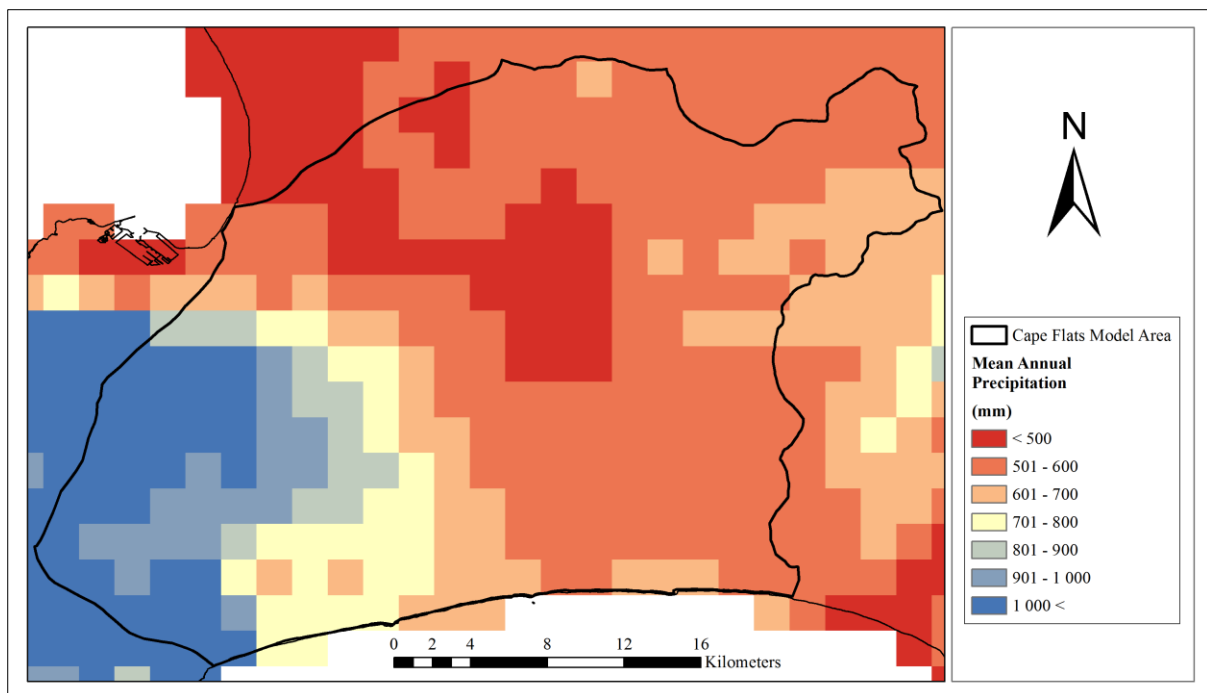 N
Cape Flats Model Area
Mean Annual
Precipitation
(mm)
< 500
501 - 600
601 - 700
701 - 800
801 - 900
901 - 1 000
1 000 <
0 2 4 8 12 16
Kilometers